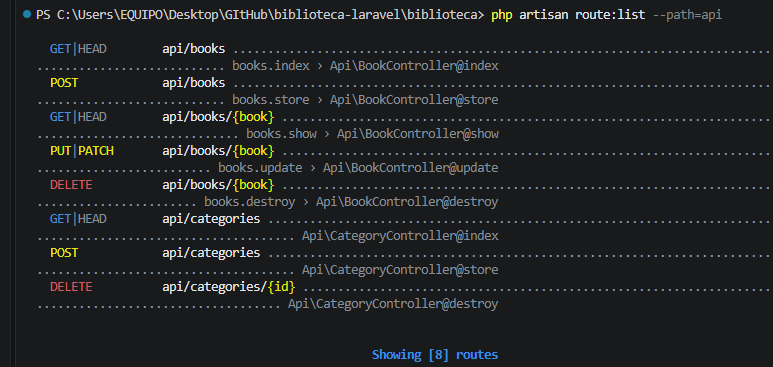 PS C:\Users\EQUIPO\Desktop\GItHub\biblioteca-laravel\biblioteca> php artisan route:list --path=api
GET|HEAD api/books ..............................................................................
........................... books.index › Api\BookController@index
POST api/books ..............................................................................
........................... books.store › Api\BookController@store
GET|HEAD api/books/{book} .......................................................................
............................. books.show › Api\BookController@show
PUT|PATCH api/books/{book} .......................................................................
......................... books.update › Api\BookController@update
DELETE api/books/{book} .......................................................................
....................... books.destroy › Api\BookController@destroy
GET|HEAD api/categories .........................................................................
..................................... Api\CategoryController@index
POST api/categories .........................................................................
..................................... Api\CategoryController@store
DELETE api/categories/{id} ....................................................................
................................... Api\CategoryController@destroy
Showing [8] routes